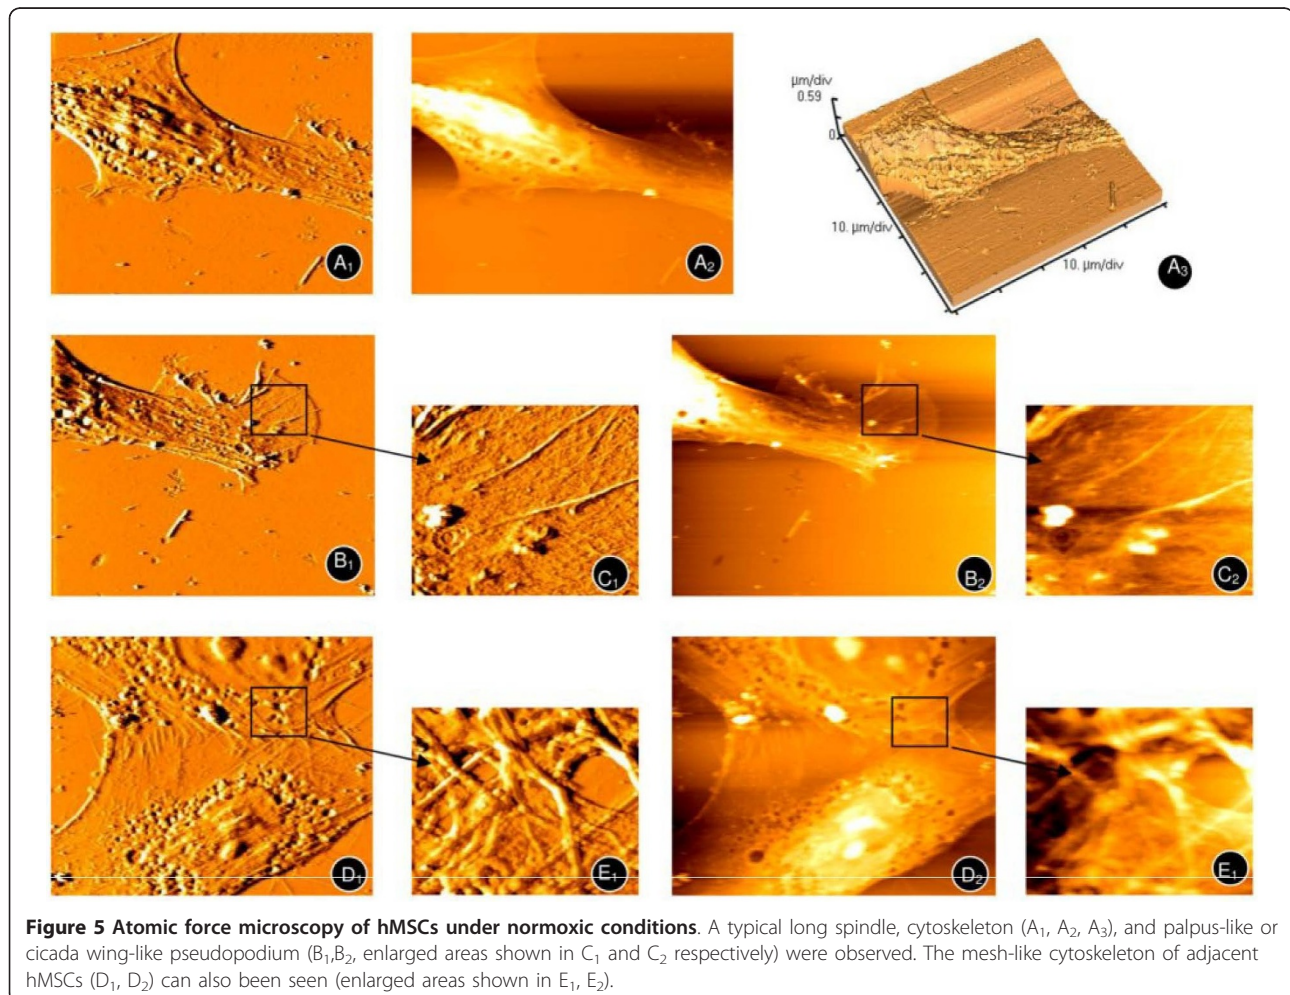 µm/div
0.59
0.
10. µm/div
10. µm/div
A₁
A₂
A₃
B₁
C₁
B₂
C₂
D₁
E₁
D₂
E₁
Figure 5 Atomic force microscopy of hMSCs under normoxic conditions. A typical long spindle, cytoskeleton (A₁, A₂, A₃), and palpus-like or
cicada wing-like pseudopodium (B₁,B₂, enlarged areas shown in C₁ and C₂ respectively) were observed. The mesh-like cytoskeleton of adjacent
hMSCs (D₁, D₂) can also been seen (enlarged areas shown in E₁, E₂).